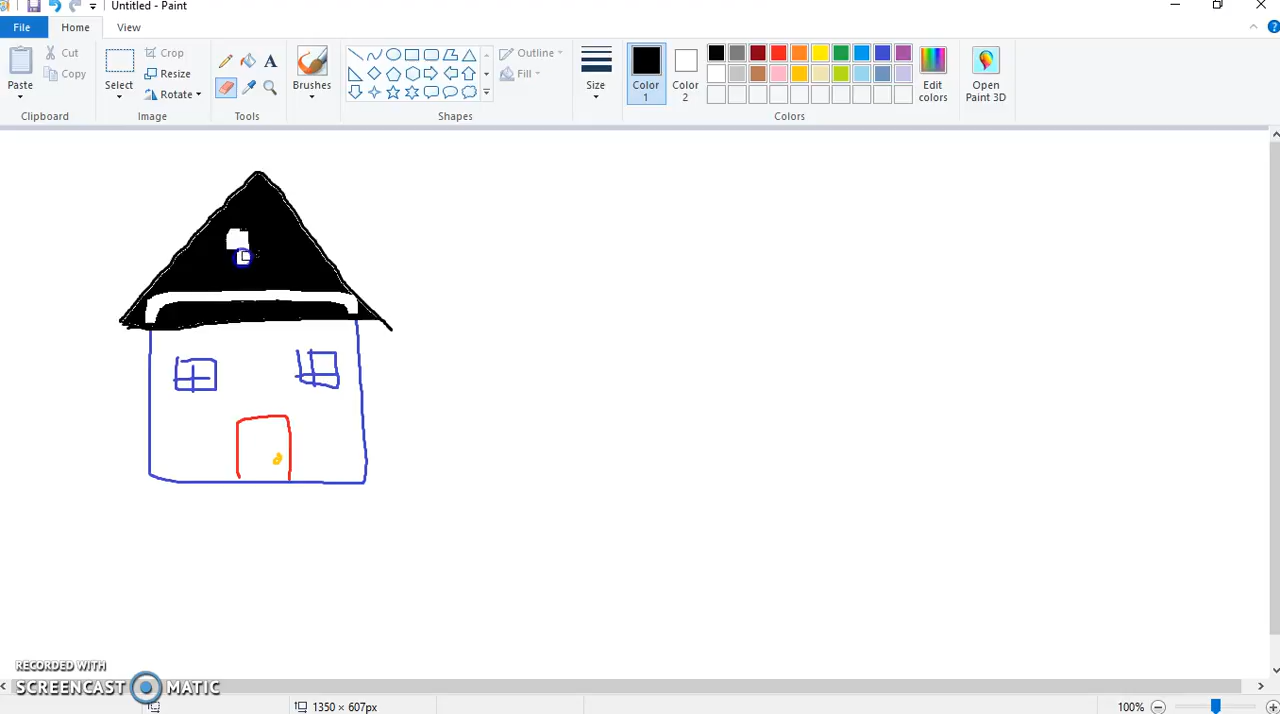 Untitled - Paint
File Home View
Paste
Cut
Copy
Clipboard
Select
Crop
Resize
Rotate
Image
Tools
Brushes
Shapes
Outline
Fill
Size
Color 1
Color 2
Colors
Edit colors
Open Paint 3D
RECORDED WITH
SCREENCAST MATIC
1350 × 607px
100%